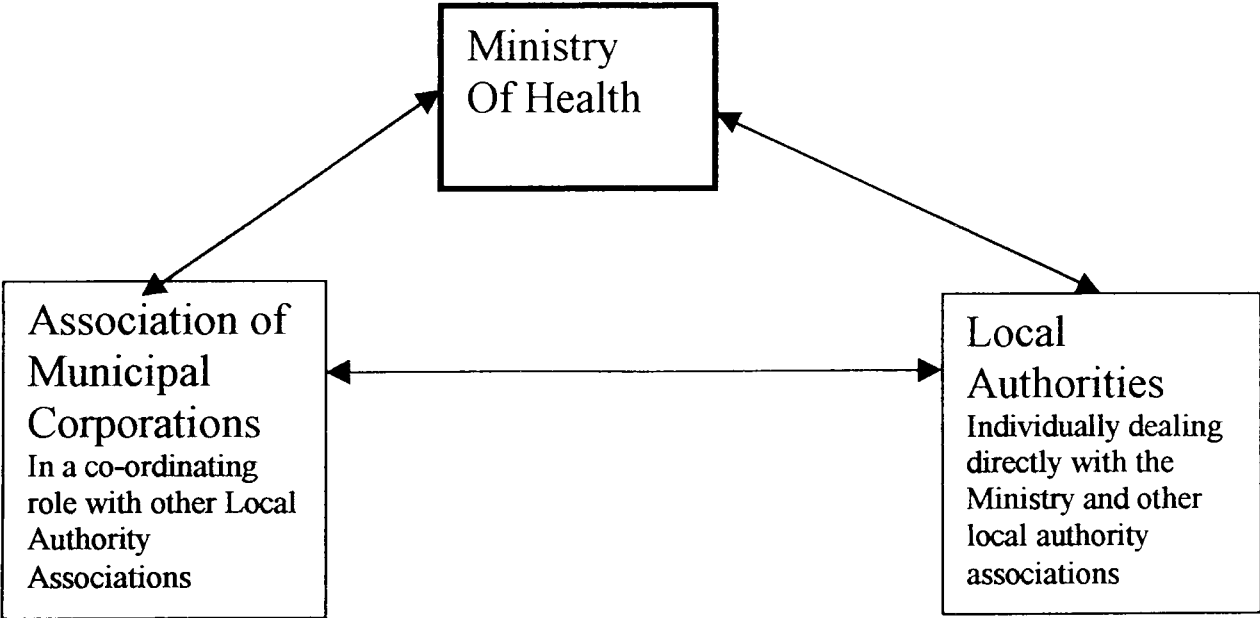 Ministry
Of Health
Association of
Municipal
Corporations
In a co-ordinating
role with other Local
Authority
Associations
Local
Authorities
Individually dealing
directly with the
Ministry and other
local authority
associations